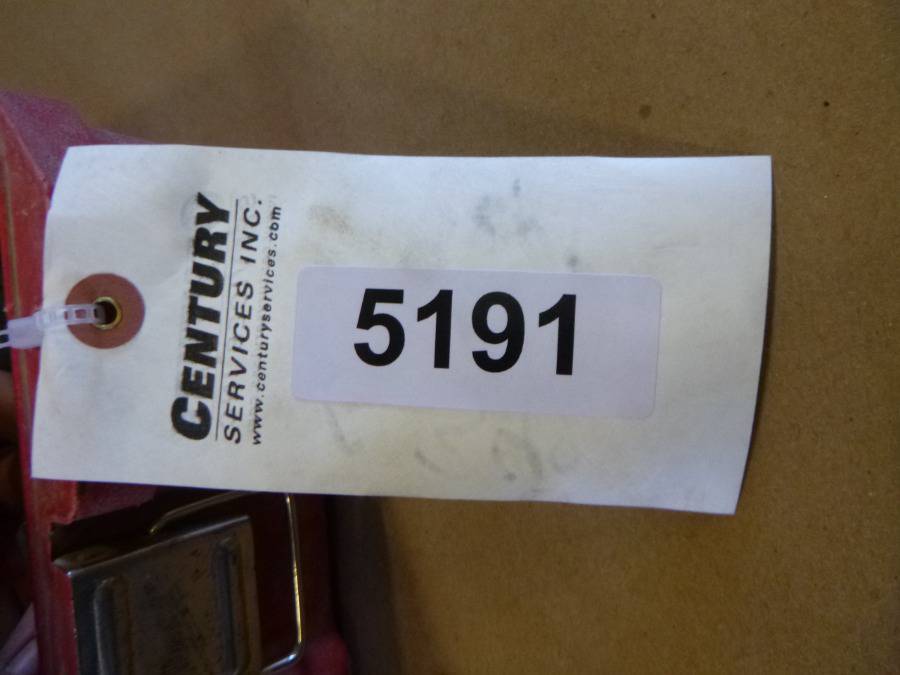 CENTURY
SERVICES INC.
www.centuryservices.com
5191